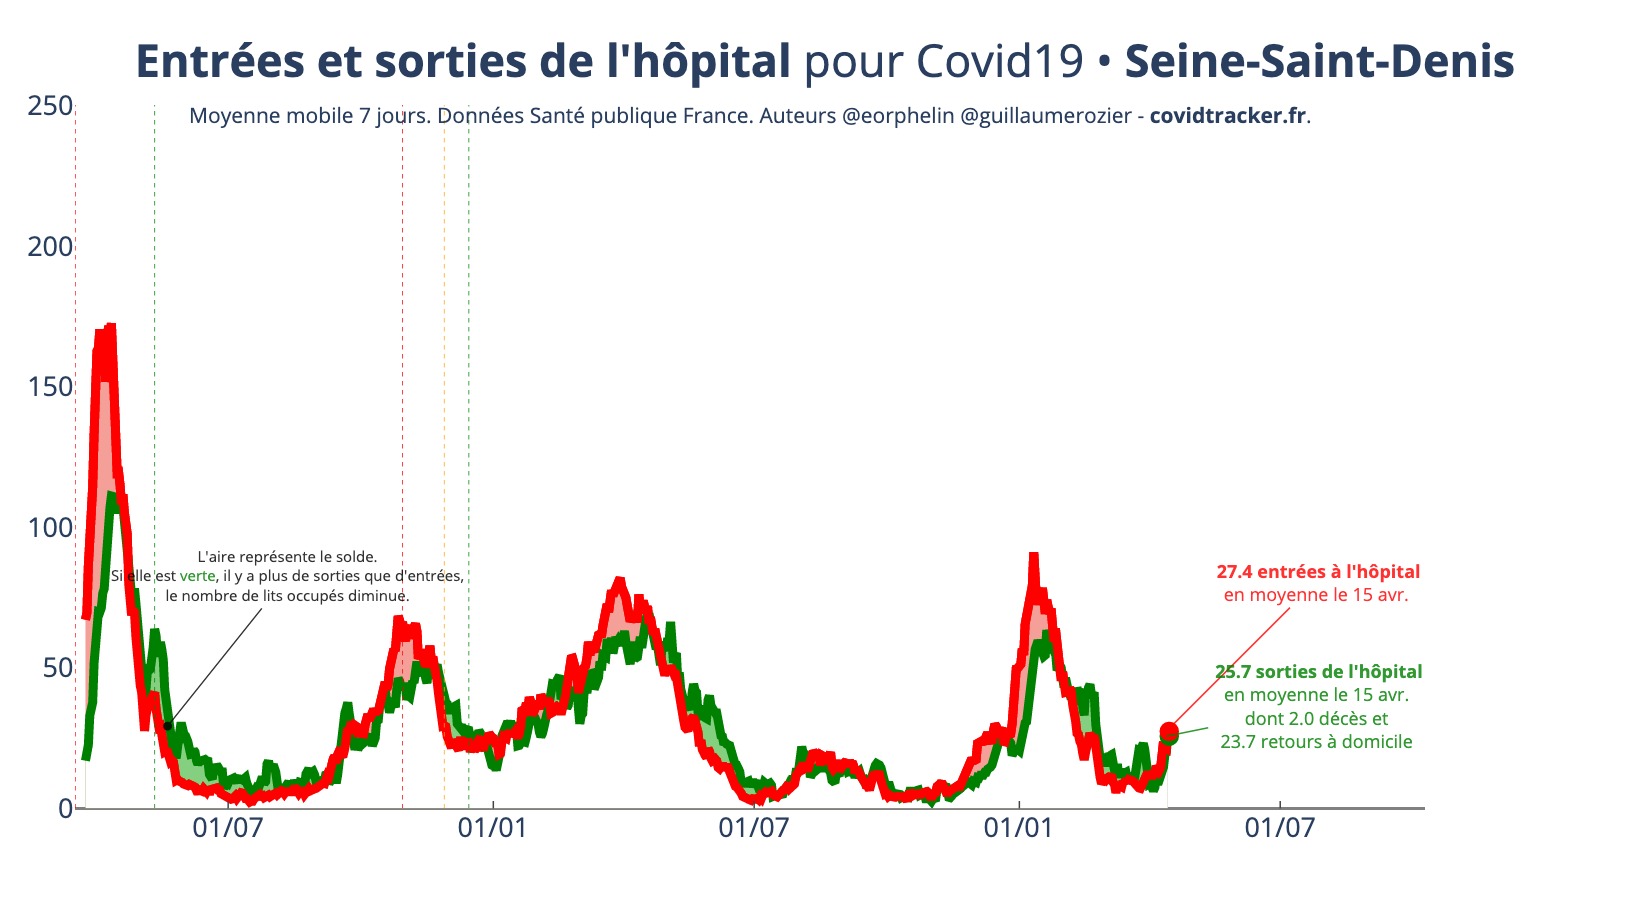 Entrées et sorties de l'hôpital pour Covid19 • Seine-Saint-Denis
Moyenne mobile 7 jours. Données Santé publique France. Auteurs @eorphelin @guillaumerozier - covidtracker.fr.
250
200
150
100
50
0
L'aire représente le solde.
Si elle est verte, il y a plus de sorties que d'entrées,
le nombre de lits occupés diminue.
27.4 entrées à l'hôpital
en moyenne le 15 avr.
25.7 sorties de l'hôpital
en moyenne le 15 avr.
dont 2.0 décès et
23.7 retours à domicile
01/07
01/01
01/07
01/01
01/07